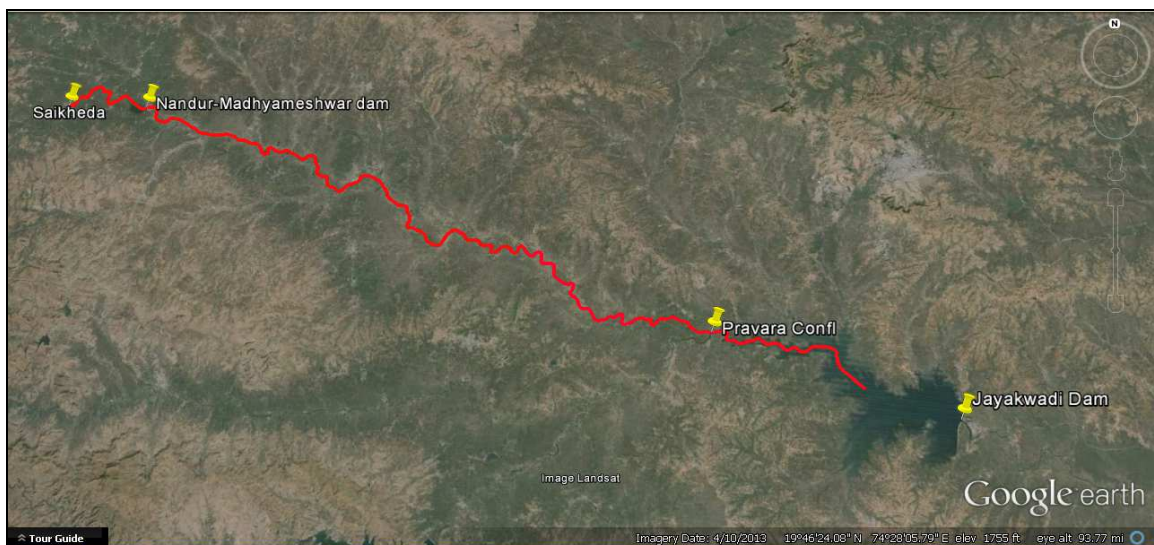 N
Saikheda
Nandur-Madhyameshwar dam
Pravara Confl
Jayakwadi Dam
Image Landsat
Google earth
Tour Guide
Imagery Date: 4/10/2013 19°46'24.08" N 74°28'05.79" E elev 1755 ft eye alt 93.77 mi